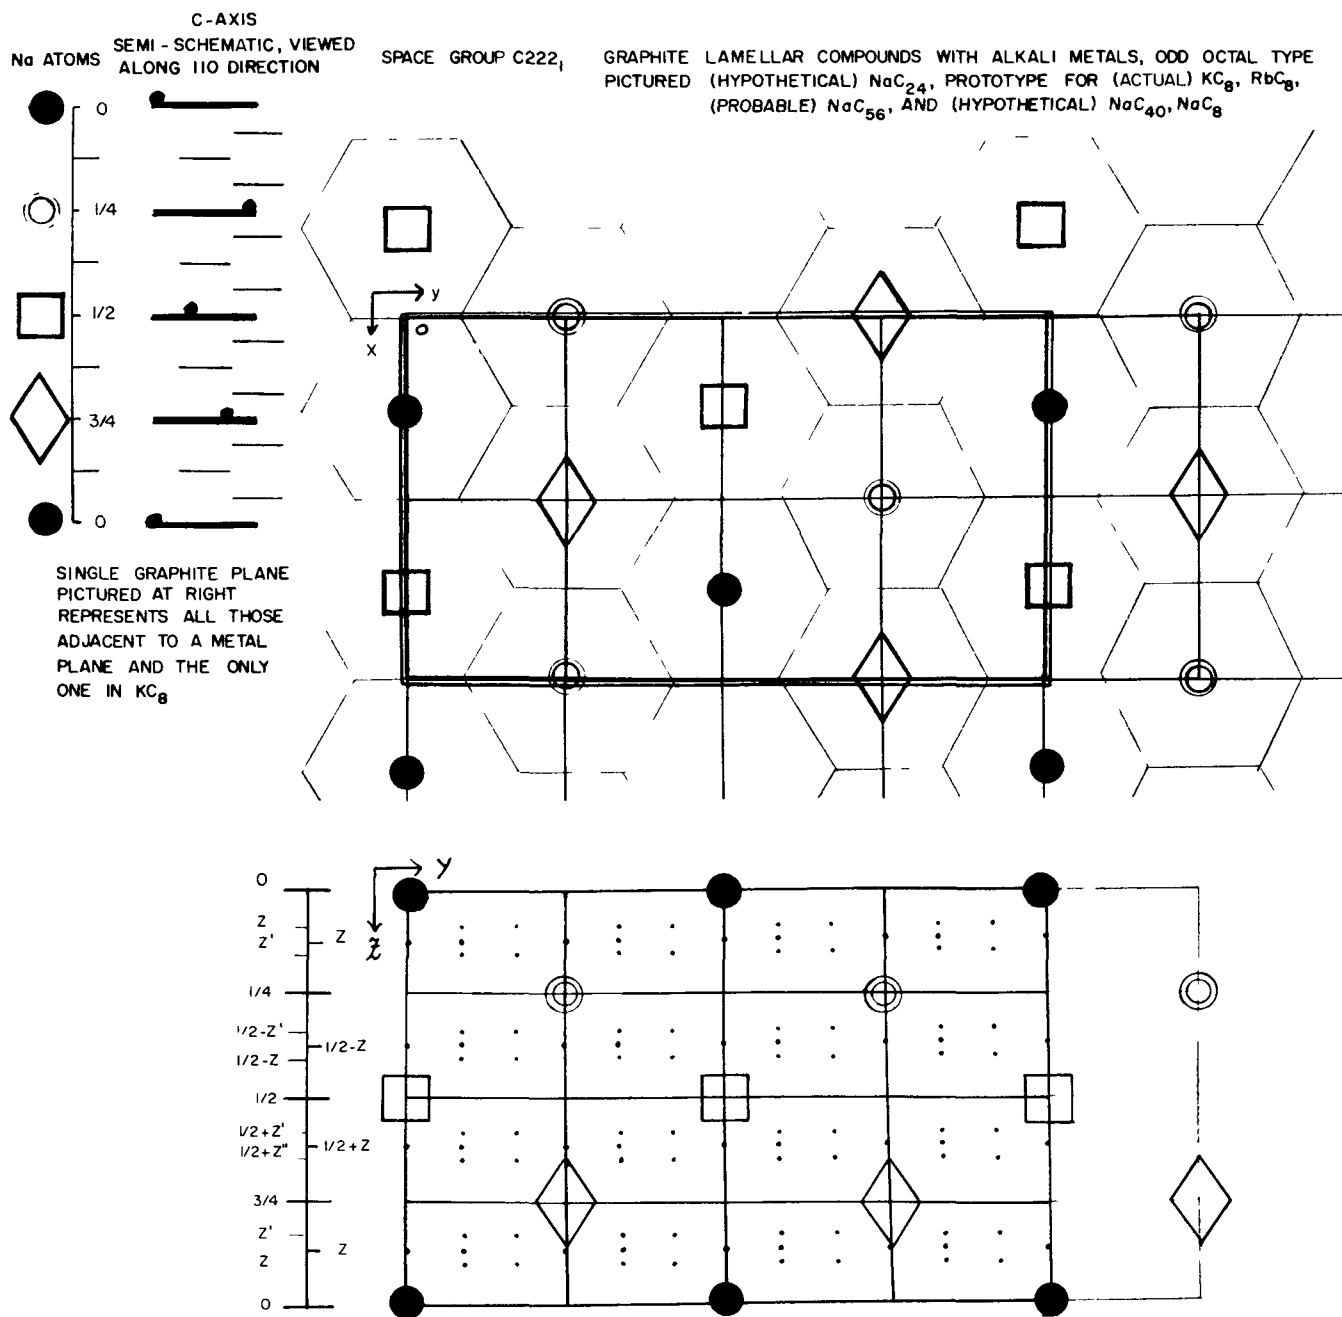 C-AXIS
Na ATOMS SEMI-SCHEMATIC, VIEWED
ALONG 110 DIRECTION
SPACE GROUP C222₁
GRAPHITE LAMELLAR COMPOUNDS WITH ALKALI METALS, ODD OCTAL TYPE
PICTURED (HYPOTHETICAL) NaC₂₄, PROTOTYPE FOR (ACTUAL) KC₈, RbC₈,
(PROBABLE) NaC₅₆, AND (HYPOTHETICAL) NaC₄₀, NaC₈
0
1/4
1/2
3/4
0
SINGLE GRAPHITE PLANE
PICTURED AT RIGHT
REPRESENTS ALL THOSE
ADJACENT TO A METAL
PLANE AND THE ONLY
ONE IN KC₈
y
x
0
Y
Z
0
Z
Z' Z
1/4
1/2-Z'
1/2-Z
1/2-Z
1/2
1/2+Z'
1/2+Z" 1/2+Z
3/4
Z'
Z
Z
0